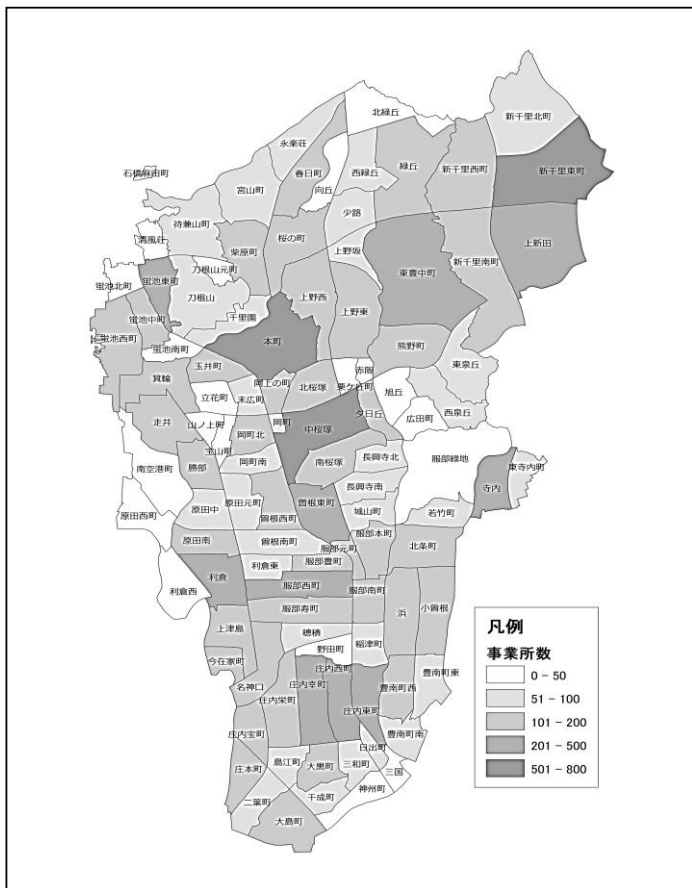 北緑丘
新千里北町
永楽荘
石橋麻田町
春日町
西緑丘
緑丘
新千里西町
新千里東町
宮山町
向丘
少路
待兼山町
清風荘
柴原町
桜の町
上野坂
東豊中町
新千里南町
上新田
刀根山元町
蛍池北町
蛍池東町
刀根山
上野西
上野東
蛍池中町
千里園
蛍池西町
本町
蛍池南町
熊野町
東泉丘
玉井町
箕輪
岡上の町
北桜塚
赤阪
栗ケ丘町
旭丘
立花町
末広町
夕日丘
広田町
西泉丘
走井
山ノ上町
岡町北
岡町
中桜塚
宝山町
南空港町
勝部
岡町南
南桜塚
長興寺北
服部緑地
東寺内町
長興寺南
寺内
原田西町
原田中
原田元町
曽根東町
曽根西町
城山町
若竹町
原田南
曽根南町
服部元町
服部本町
北条町
利倉東
服部豊町
利倉西
利倉
服部西町
服部南町
浜
小曽根
服部寿町
上津島
穂積
稲津町
野田町
今在家町
庄内西町
豊南町東
名神口
庄内幸町
豊南町西
庄内栄町
庄内東町
庄内宝町
豊南町南
日出町
庄本町
島江町
大黒町
三和町
三国
二葉町
千成町
神州町
大島町
凡例
事業所数
0 - 50
51 - 100
101 - 200
201 - 500
501 - 800